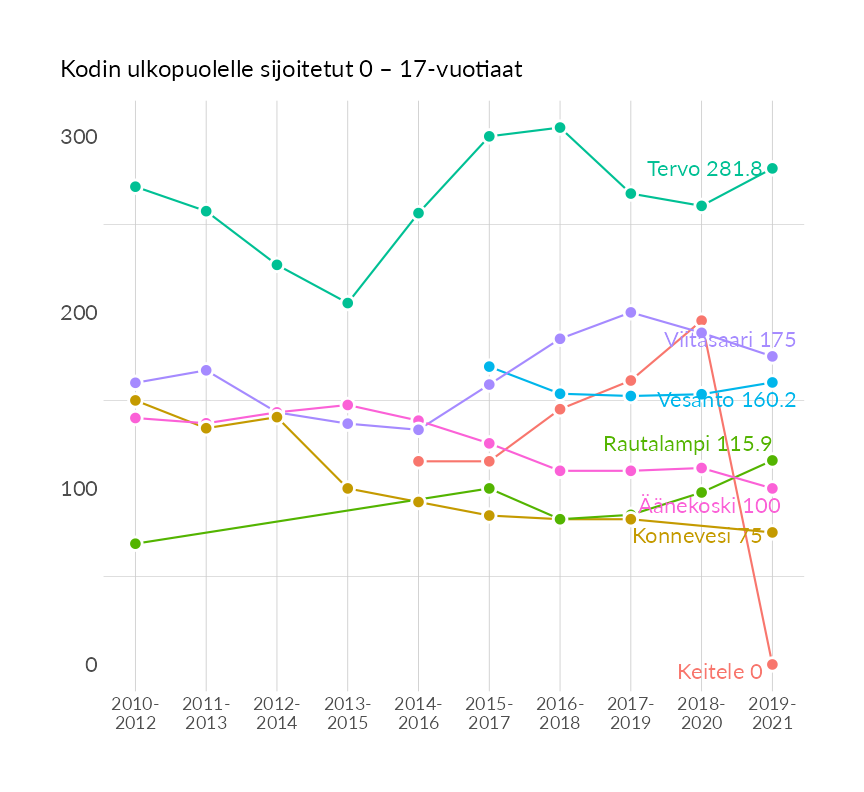 Kodin ulkopuolelle sijoitetut 0 – 17-vuotiaat
300
Tervo 281.8
200
Viitasaari 175
Vesanto 160.2
Rautalampi 115.9
100
Äänekoski 100
Konnevesi 75
0
Keitele 0
2010- 2011- 2012- 2013- 2014- 2015- 2016- 2017- 2018- 2019-
2012 2013 2014 2015 2016 2017 2018 2019 2020 2021